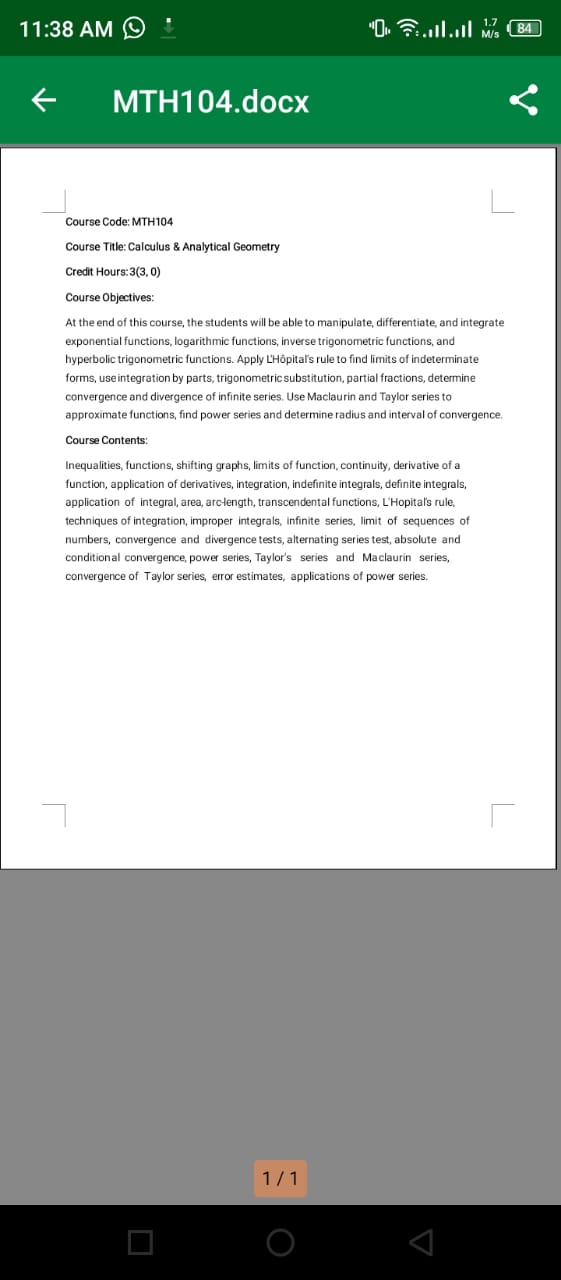 11:38 AM
1.7
M/s
84
MTH104.docx
Course Code: MTH104
Course Title: Calculus & Analytical Geometry
Credit Hours: 3(3, 0)
Course Objectives:
At the end of this course, the students will be able to manipulate, differentiate, and integrate
exponential functions, logarithmic functions, inverse trigonometric functions, and
hyperbolic trigonometric functions. Apply L'Hôpital's rule to find limits of indeterminate
forms, use integration by parts, trigonometric substitution, partial fractions, determine
convergence and divergence of infinite series. Use Maclaurin and Taylor series to
approximate functions, find power series and determine radius and interval of convergence.
Course Contents:
Inequalities, functions, shifting graphs, limits of function, continuity, derivative of a
function, application of derivatives, integration, indefinite integrals, definite integrals,
application of integral, area, arc-length, transcendental functions, L'Hopital's rule,
techniques of integration, improper integrals, infinite series, limit of sequences of
numbers, convergence and divergence tests, alternating series test, absolute and
conditional convergence, power series, Taylor's series and Maclaurin series,
convergence of Taylor series, error estimates, applications of power series.
1 / 1